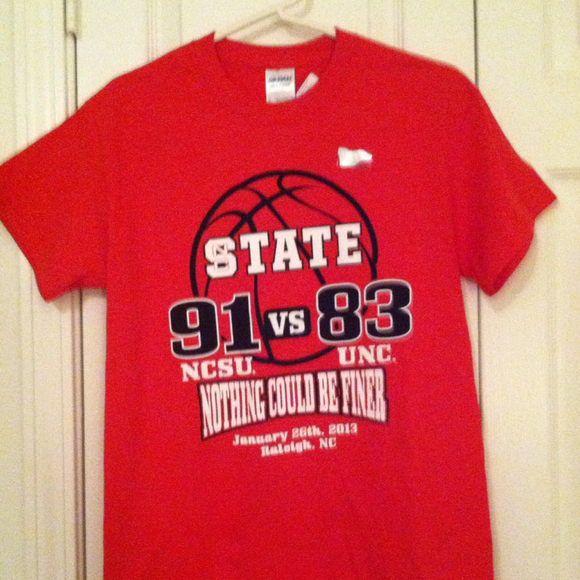 STATE
91 VS 83
NCSU. UNC.
NOTHING COULD BE FINER
January 26th, 2013
Raleigh, NC